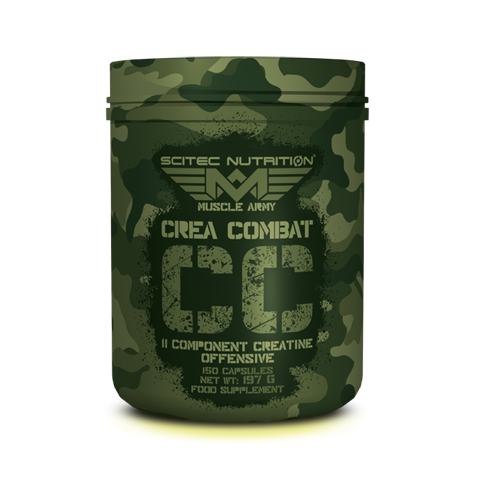 SCITEC NUTRITION®
MUSCLE ARMY
CREA COMBAT
CC
11 COMPONENT CREATINE
OFFENSIVE
150 CAPSULES
NET WT: 197 G
FOOD SUPPLEMENT